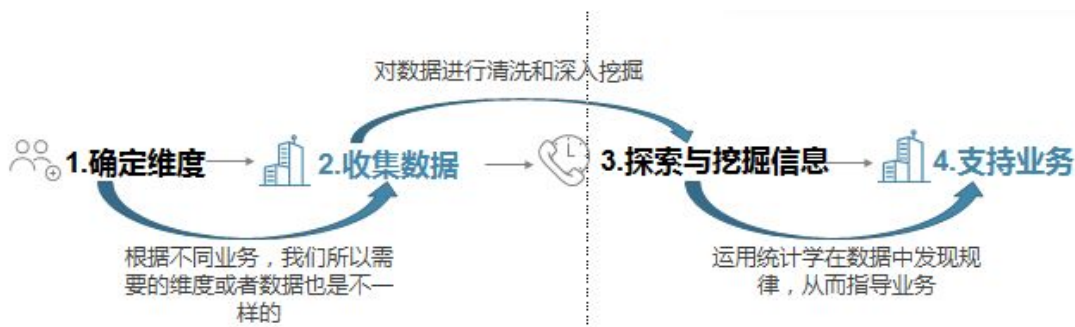 对数据进行清洗和深入挖掘
1.确定维度
2.收集数据
3.探索与挖掘信息
4.支持业务
根据不同业务，我们所以需
要的维度或者数据也是不一
样的
运用统计学在数据中发现规
律，从而指导业务